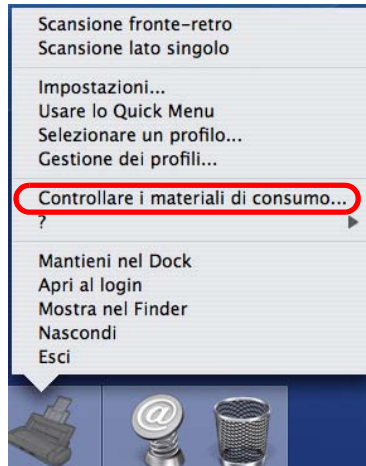 Scansione fronte-retro
Scansione lato singolo
Impostazioni...
Usare lo Quick Menu
Selezionare un profilo...
Gestione dei profili...
Controllare i materiali di consumo...
?
Mantieni nel Dock
Apri al login
Mostra nel Finder
Nascondi
Esci
@